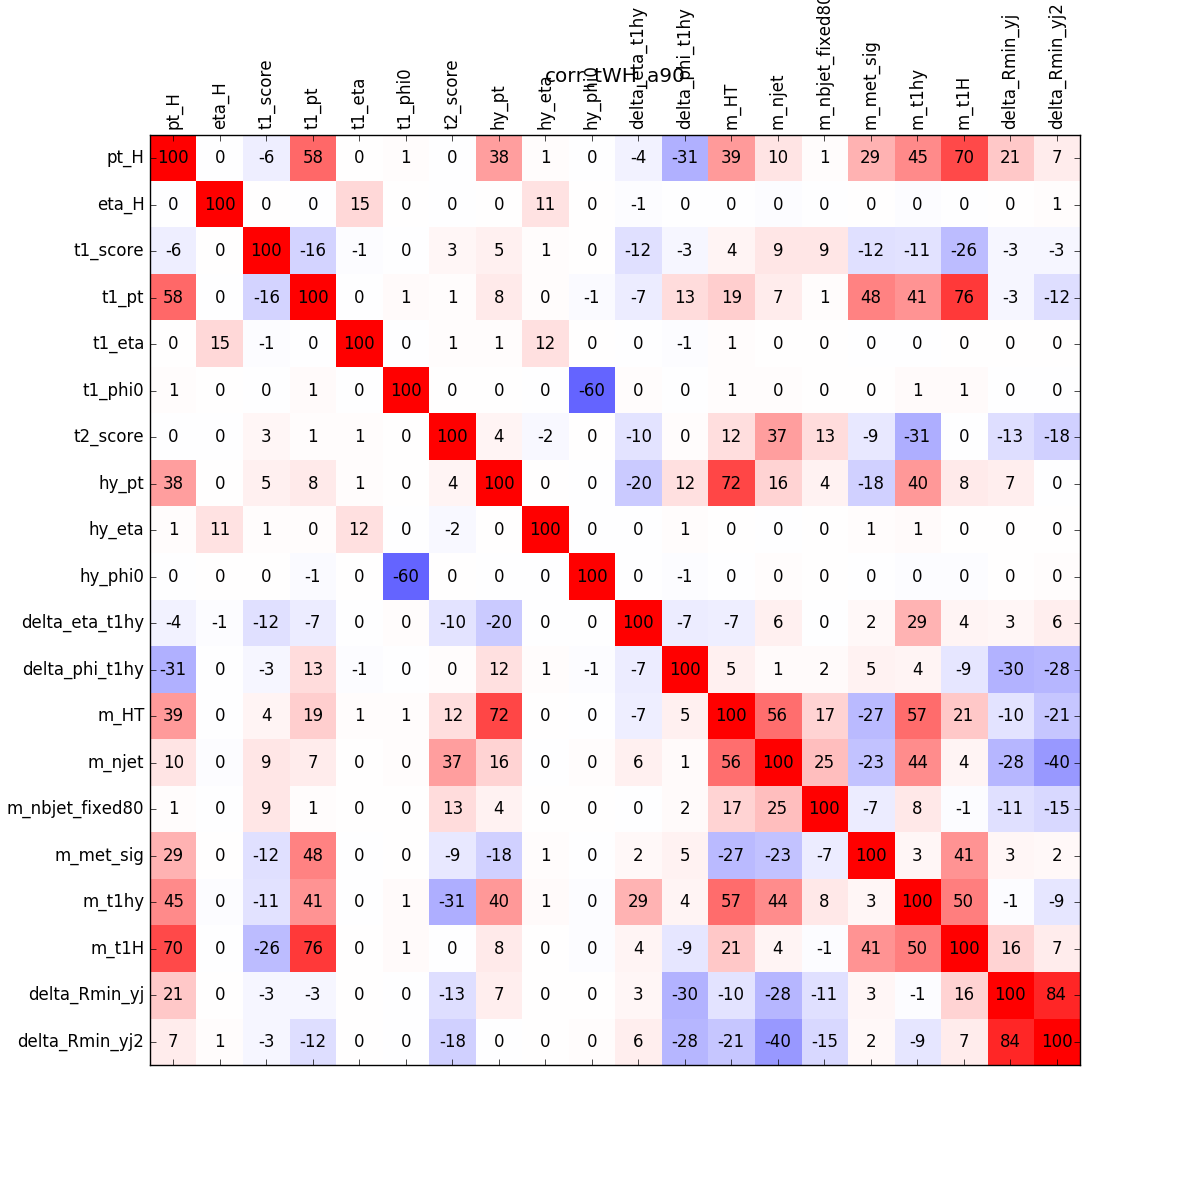 corr_tWH_a90
pt_H eta_H t1_score t1_pt t1_eta t1_phi0 t2_score hy_pt hy_eta hy_phi0 delta_eta_t1hy delta_phi_t1hy m_HT m_njet m_nbjet_fixed80 m_met_sig m_t1hy m_t1H delta_Rmin_yj delta_Rmin_yj2
pt_H 100 0 -6 58 0 1 0 38 1 0 -4 -31 39 10 1 29 45 70 21 7
eta_H 0 100 0 0 15 0 0 0 11 0 -1 0 0 0 0 0 0 0 0 1
t1_score -6 0 100 -16 -1 0 3 5 1 0 -12 -3 4 9 9 -12 -11 -26 -3 -3
t1_pt 58 0 -16 100 0 1 1 8 0 -1 -7 13 19 7 1 48 41 76 -3 -12
t1_eta 0 15 -1 0 100 0 1 1 12 0 0 -1 1 0 0 0 0 0 0 0
t1_phi0 1 0 0 1 0 100 0 0 0 -60 0 0 1 0 0 0 1 1 0 0
t2_score 0 0 3 1 1 0 100 4 -2 0 -10 0 12 37 13 -9 -31 0 -13 -18
hy_pt 38 0 5 8 1 0 4 100 0 0 -20 12 72 16 4 -18 40 8 7 0
hy_eta 1 11 1 0 12 0 -2 0 100 0 0 1 0 0 0 1 1 0 0 0
hy_phi0 0 0 0 -1 0 -60 0 0 0 100 0 -1 0 0 0 0 0 0 0 0
delta_eta_t1hy -4 -1 -12 -7 0 0 -10 -20 0 0 100 -7 -7 6 0 2 29 4 3 6
delta_phi_t1hy -31 0 -3 13 -1 0 0 12 1 -1 -7 100 5 1 2 5 4 -9 -30 -28
m_HT 39 0 4 19 1 1 12 72 0 0 -7 5 100 56 17 -27 57 21 -10 -21
m_njet 10 0 9 7 0 0 37 16 0 0 6 1 56 100 25 -23 44 4 -28 -40
m_nbjet_fixed80 1 0 9 1 0 0 13 4 0 0 0 2 17 25 100 -7 8 -1 -11 -15
m_met_sig 29 0 -12 48 0 0 -9 -18 1 0 2 5 -27 -23 -7 100 3 41 3 2
m_t1hy 45 0 -11 41 0 1 -31 40 1 0 29 4 57 44 8 3 100 50 -1 -9
m_t1H 70 0 -26 76 0 1 0 8 0 0 4 -9 21 4 -1 41 50 100 16 7
delta_Rmin_yj 21 0 -3 -3 0 0 -13 7 0 0 3 -30 -10 -28 -11 3 -1 16 100 84
delta_Rmin_yj2 7 1 -3 -12 0 0 -18 0 0 0 6 -28 -21 -40 -15 2 -9 7 84 100